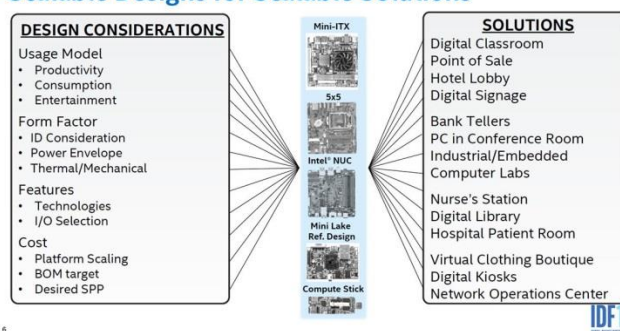 DESIGN CONSIDERATIONS
Usage Model
• Productivity
• Consumption
• Entertainment
Form Factor
• ID Consideration
• Power Envelope
• Thermal/Mechanical
Features
• Technologies
• I/O Selection
Cost
• Platform Scaling
• BOM target
• Desired SPP
Mini-ITX
5x5
Intel® NUC
Mini Lake
Ref. Design
Compute Stick
SOLUTIONS
Digital Classroom
Point of Sale
Hotel Lobby
Digital Signage
Bank Tellers
PC in Conference Room
Industrial/Embedded
Computer Labs
Nurse's Station
Digital Library
Hospital Patient Room
Virtual Clothing Boutique
Digital Kiosks
Network Operations Center
6
IDF